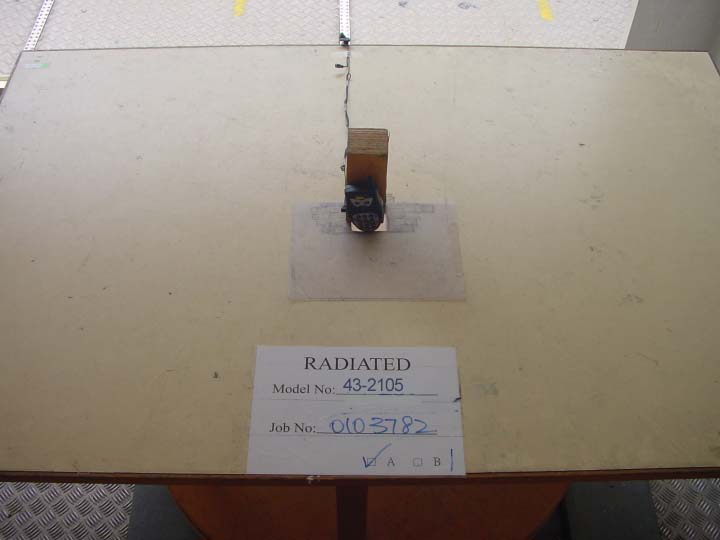 RADIATED
Model No: 43-2105
Job No: 0103782
✓☐ A ☐ B